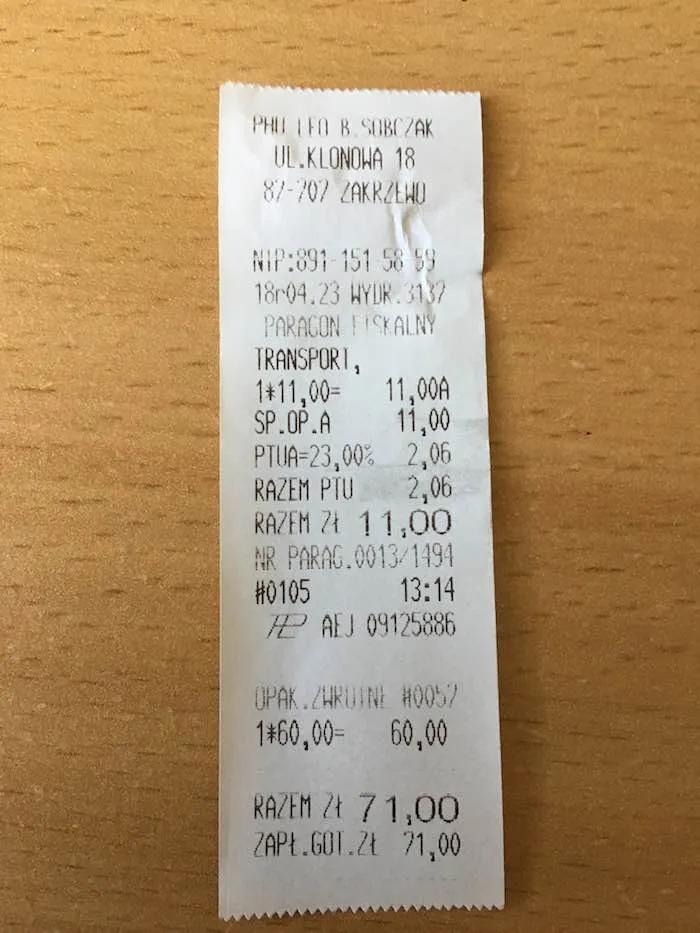 PHU LEO B.SOBCZAK
UL.KLONOWA 18
87-707 ZAKRZEWO
NIP:891-151-58-59
18r04.23 WYDR.3137
PARAGON FISKALNY
TRANSPORT,
1*11,00= 11,00A
SP.OP.A 11,00
PTUA=23,00% 2,06
RAZEM PTU 2,06
RAZEM ZŁ 11,00
NR PARAG.0013/1494
#0105 13:14
AEJ 09125886
OPAK.ZWROTNE #0057
1*60,00= 60,00
RAZEM ZŁ 71,00
ZAPŁ.GOT.ZŁ 71,00